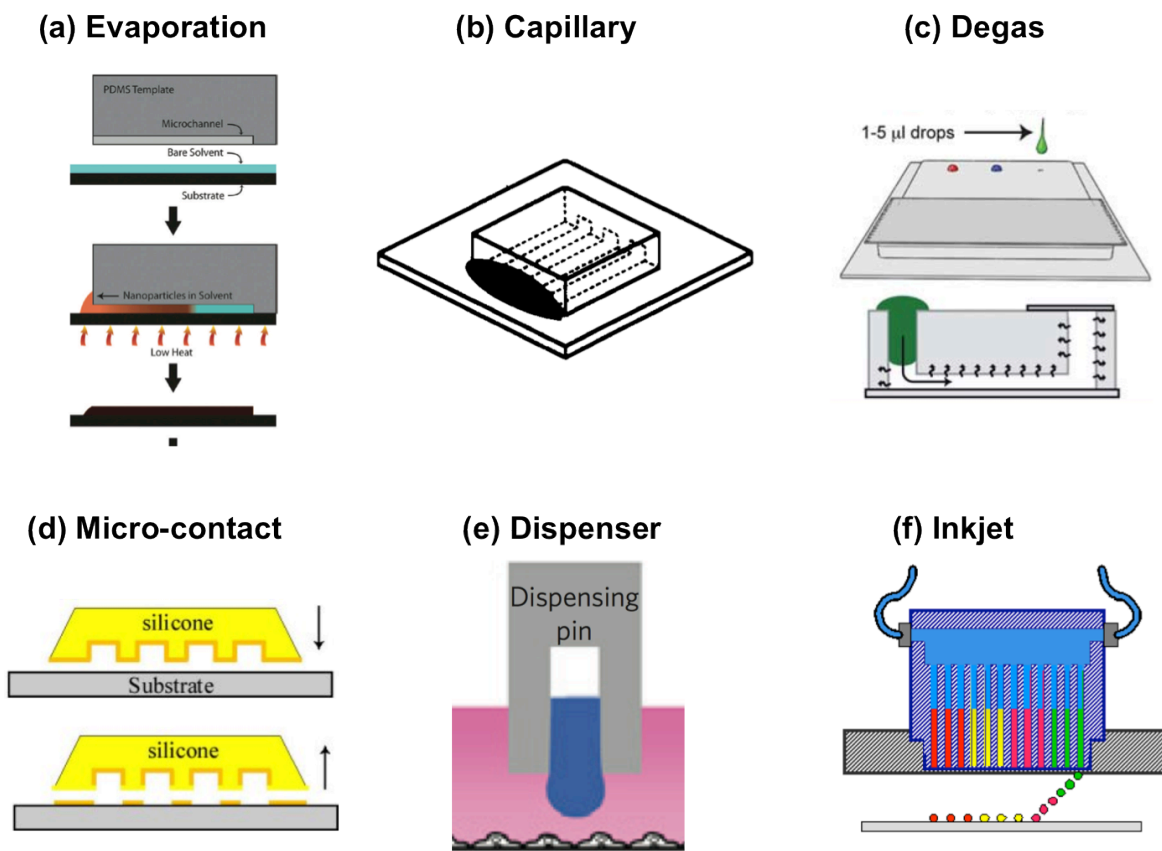 (a) Evaporation
(b) Capillary
(c) Degas
PDMS Template
Microchannel
Bare Solvent
Substrate
Nanoparticles in Solvent
Low Heat
1-5 μl drops
(d) Micro-contact
(e) Dispenser
(f) Inkjet
silicone
Substrate
silicone
Dispensing
pin